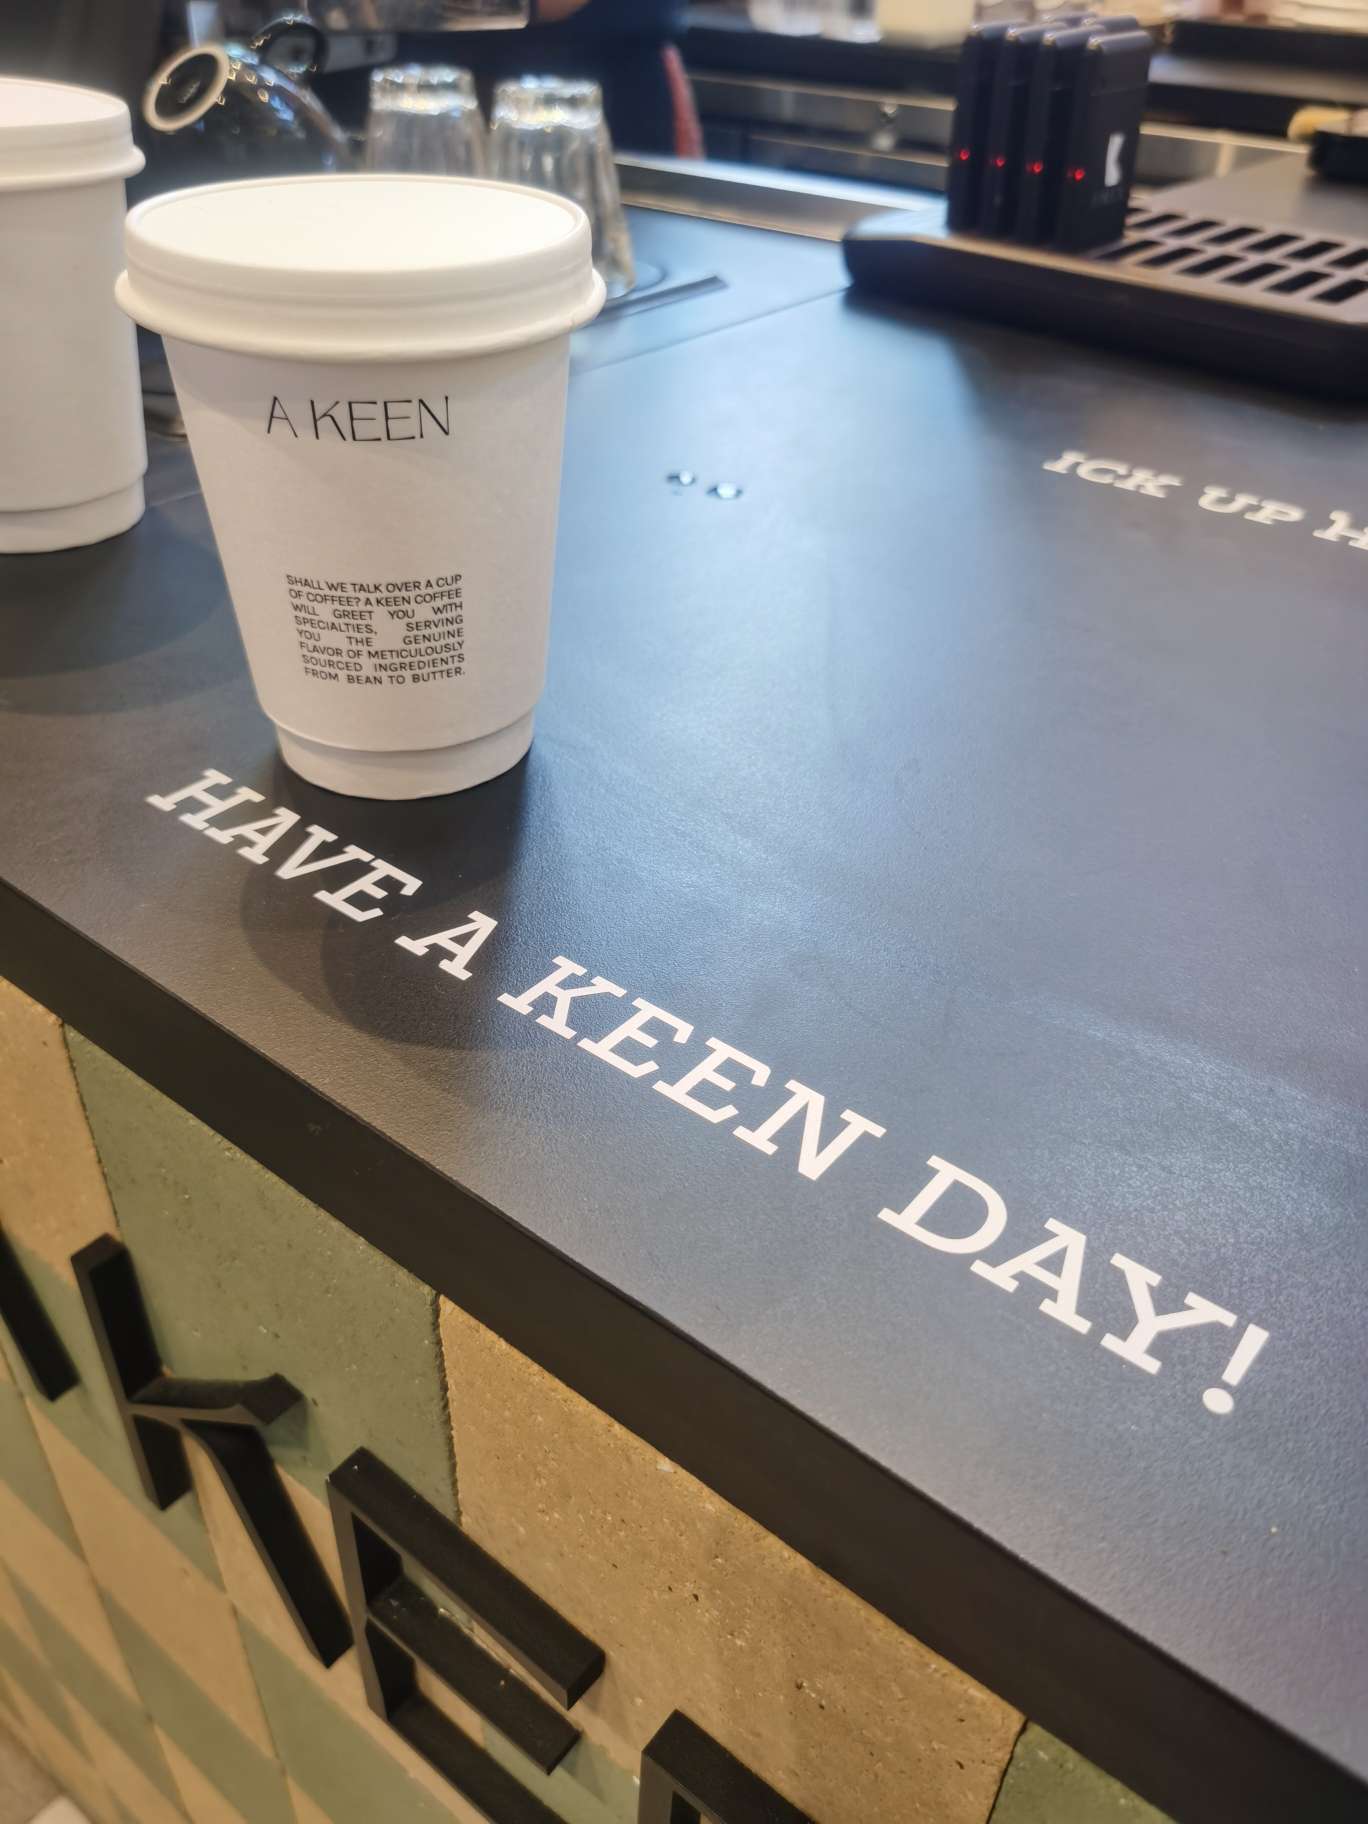 A KEEN
SHALL WE TALK OVER A CUP
OF COFFEE? A KEEN COFFEE
WILL GREET YOU WITH
SPECIALTIES, SERVING
YOU THE GENUINE
FLAVOR OF METICULOUSLY
SOURCED INGREDIENTS
FROM BEAN TO BUTTER.
K
ICK UP H
HAVE A KEEN DAY!
KE